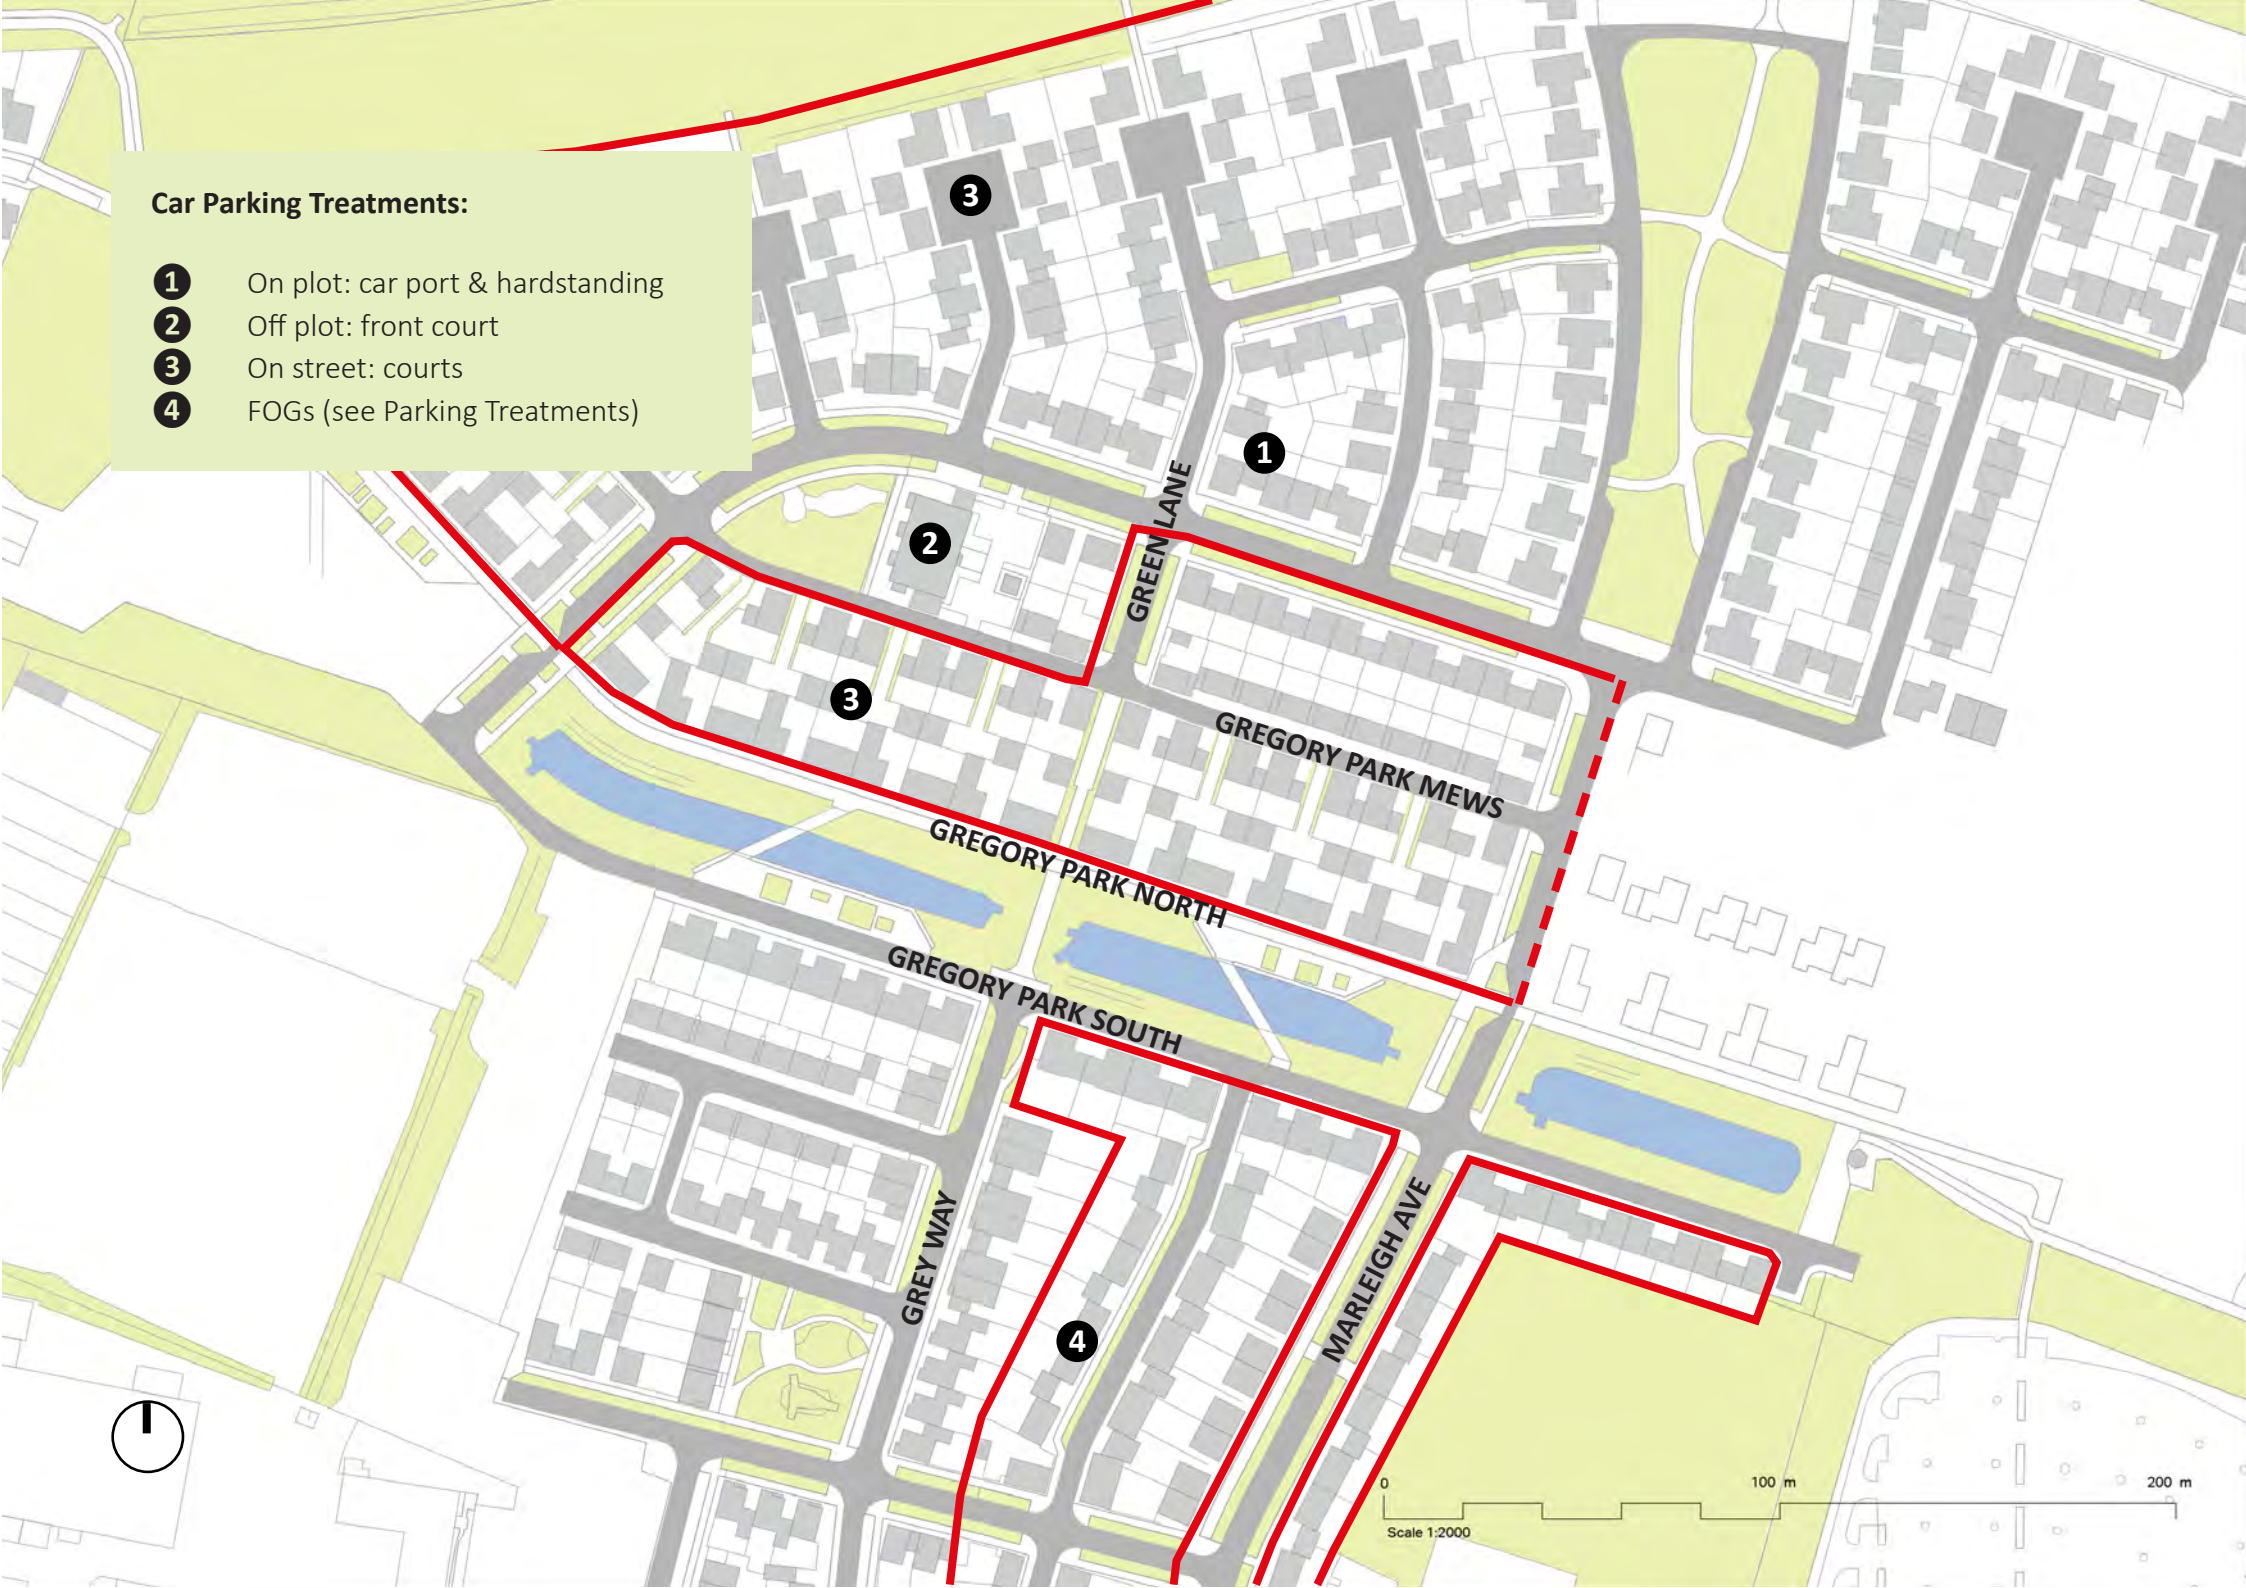 3
Car Parking Treatments:
1 On plot: car port & hardstanding
2 Off plot: front court
3 On street: courts
4 FOGs (see Parking Treatments)
1
GREEN LANE
2
3
GREGORY PARK MEWS
GREGORY PARK NORTH
GREGORY PARK SOUTH
GREY WAY
MARLEIGH AVE
4
0 100 m 200 m
Scale 1:2000